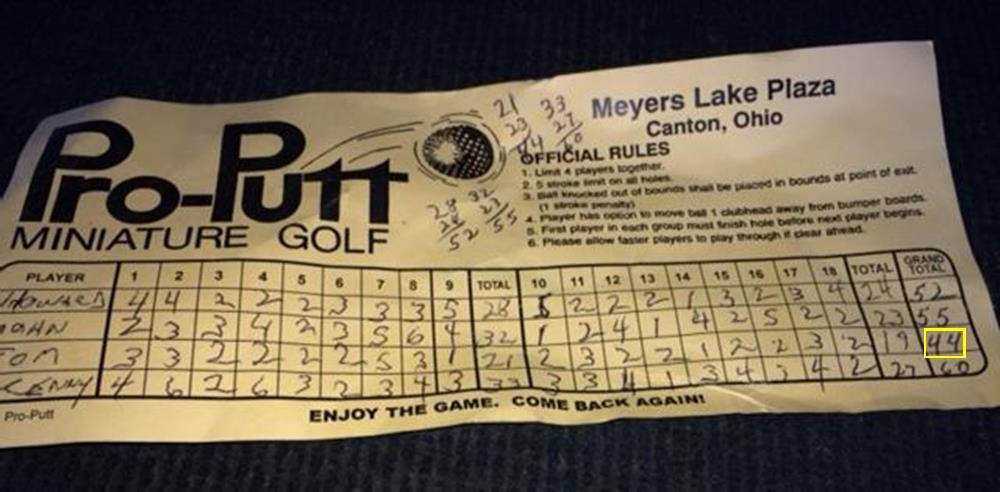 Pro-Putt
MINIATURE GOLF
21 33
23 27
44 60
28 32
23
52 55
Meyers Lake Plaza
Canton, Ohio
OFFICIAL RULES
1. Limit 4 players together.
2. 5 stroke limit on all holes.
3. Ball knocked out of bounds shall be placed in bounds at point of exit.
(1 stroke penalty)
4. Player has option to move ball 1 clubhead away from bumper boards.
5. First player in each group must finish hole before next player begins.
6. Please allow faster players to play through if clear ahead.
PLAYER 1 2 3 4 5 6 7 8 9 TOTAL 10 11 12 13 14 15 16 17 18 TOTAL GRAND TOTAL
4 4 2 2 2 3 3 3 5 28 2 2 2 1 3 2 3 4 24 52
2 3 3 4 2 3 5 6 4 32 1 2 4 1 4 2 5 2 2 23 55
TOM 3 3 2 2 2 2 5 3 1 21 2 3 2 2 1 2 2 3 2 19 44
4 6 2 6 3 2 3 4 3 33 3 3 4 1 3 4 3 4 2 27 60
Pro-Putt
ENJOY THE GAME. COME BACK AGAIN!